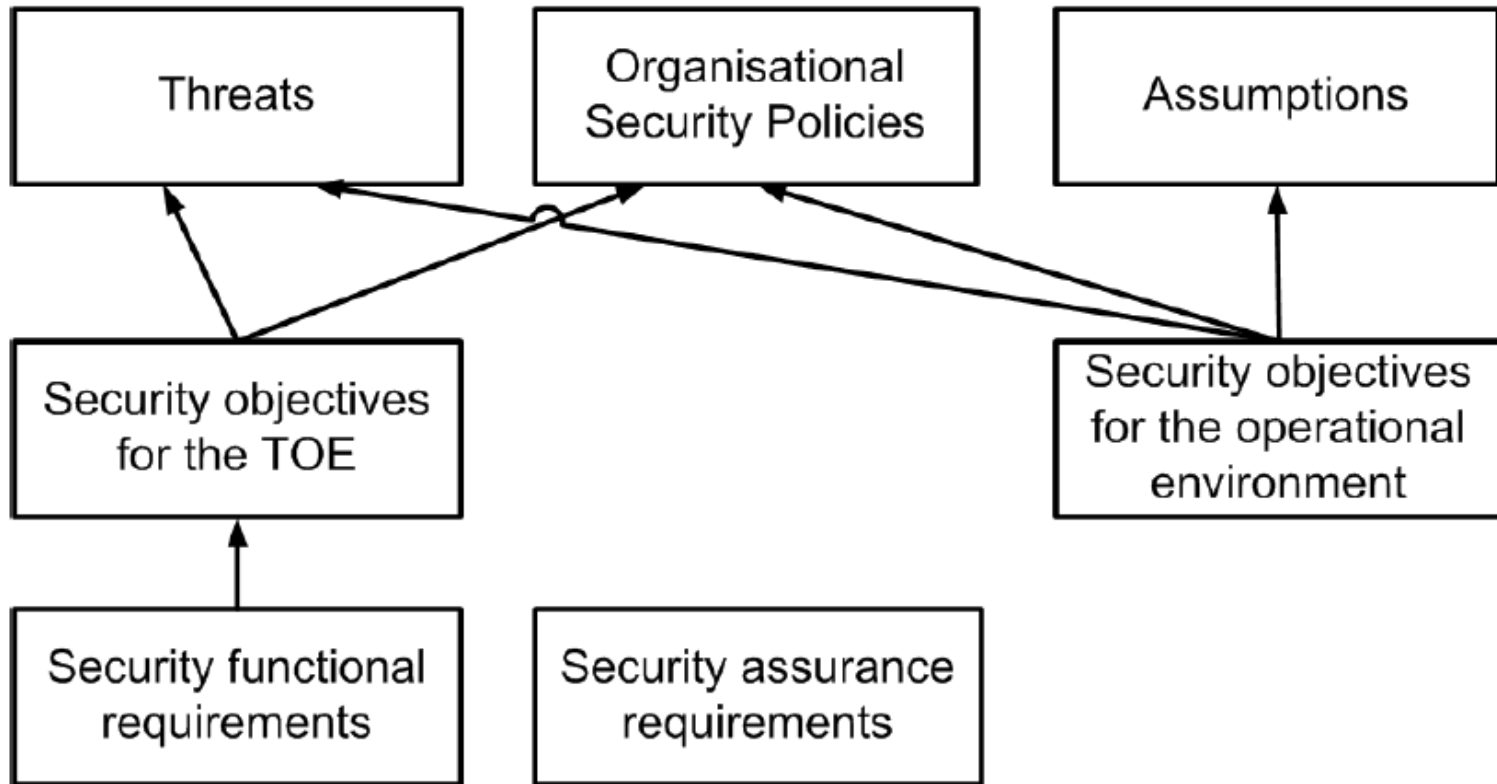 Threats
Organisational
Security Policies
Assumptions
Security objectives
for the TOE
Security objectives
for the operational
environment
Security functional
requirements
Security assurance
requirements